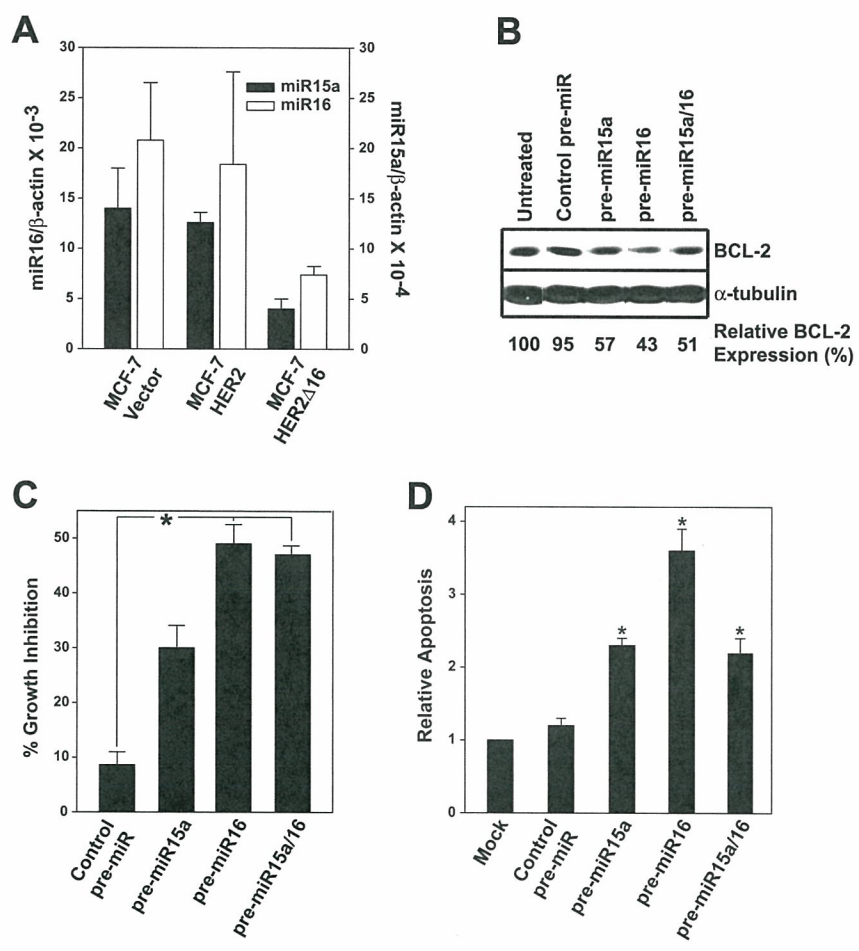 A
30
25
20
15
10
5
0
miR16/β-actin X 10-3
miR15a
miR16
30
25
20
15
10
5
0
miR15a/β-actin X 10-4
MCF-7
Vector
MCF-7
HER2
MCF-7
HER2Δ16
B
Untreated
Control pre-miR
pre-miR15a
pre-miR16
pre-miR15a/16
BCL-2
α-tubulin
100 95 57 43 51
Relative BCL-2
Expression (%)
C
50
40
30
20
10
0
% Growth Inhibition
*
Control
pre-miR
pre-miR15a
pre-miR16
pre-miR15a/16
D
4
3
2
1
0
Relative Apoptosis
*
*
*
Mock
Control
pre-miR
pre-miR15a
pre-miR16
pre-miR15a/16